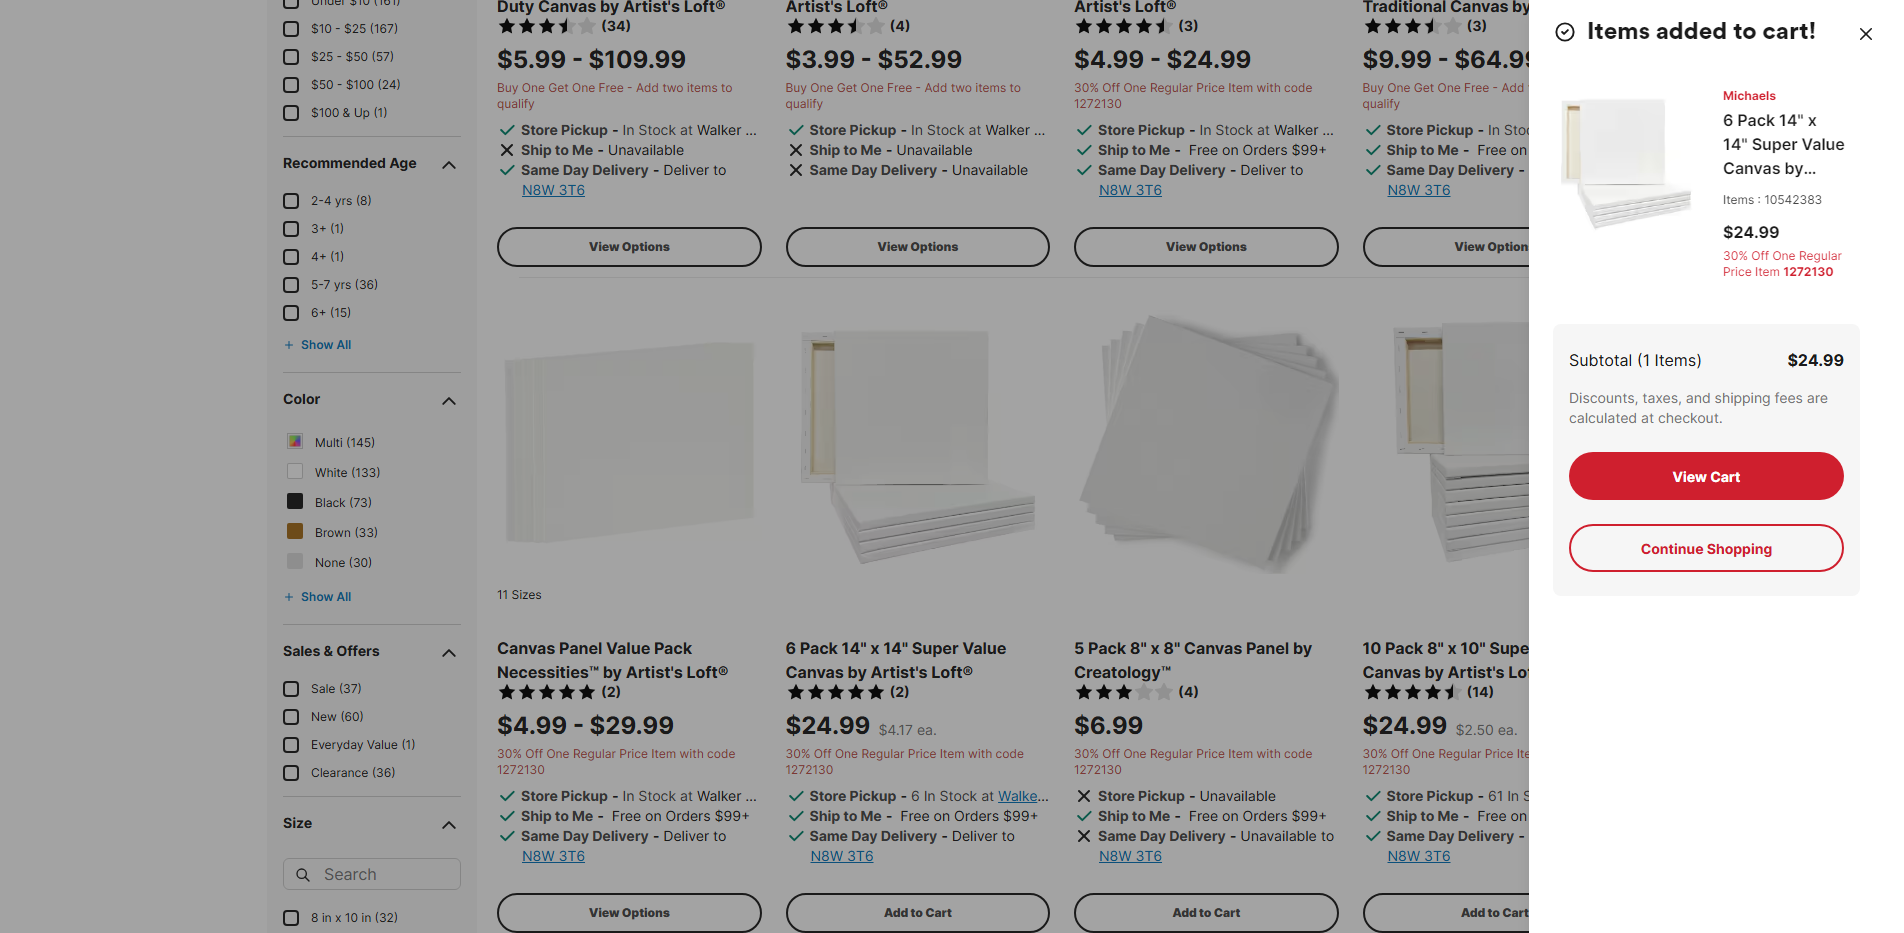 Under $10 (161)
$10 - $25 (167)
$25 - $50 (57)
$50 - $100 (24)
$100 & Up (1)
Recommended Age
2-4 yrs (8)
3+ (1)
4+ (1)
5-7 yrs (36)
6+ (15)
+ Show All
Color
Multi (145)
White (133)
Black (73)
Brown (33)
None (30)
+ Show All
Sales & Offers
Sale (37)
New (60)
Everyday Value (1)
Clearance (36)
Size
Search
8 in x 10 in (32)
Duty Canvas by Artist's Loft®
(34)
$5.99 - $109.99
Buy One Get One Free - Add two items to
qualify
Store Pickup - In Stock at Walker ...
Ship to Me - Unavailable
Same Day Delivery - Deliver to
N8W 3T6
View Options
Artist's Loft®
(4)
$3.99 - $52.99
Buy One Get One Free - Add two items to
qualify
Store Pickup - In Stock at Walker ...
Ship to Me - Unavailable
Same Day Delivery - Unavailable
View Options
Artist's Loft®
(3)
$4.99 - $24.99
30% Off One Regular Price Item with code
1272130
Store Pickup - In Stock at Walker ...
Ship to Me - Free on Orders $99+
Same Day Delivery - Deliver to
N8W 3T6
View Options
Traditional Canvas by
(3)
$9.99 - $64.99
Buy One Get One Free - Add
qualify
Store Pickup - In Stoc
Ship to Me - Free on
Same Day Delivery -
N8W 3T6
View Option
11 Sizes
Canvas Panel Value Pack
Necessities™ by Artist's Loft®
(2)
$4.99 - $29.99
30% Off One Regular Price Item with code
1272130
Store Pickup - In Stock at Walker ...
Ship to Me - Free on Orders $99+
Same Day Delivery - Deliver to
N8W 3T6
View Options
6 Pack 14" x 14" Super Value
Canvas by Artist's Loft®
(2)
$24.99 $4.17 ea.
30% Off One Regular Price Item with code
1272130
Store Pickup - 6 In Stock at Walke...
Ship to Me - Free on Orders $99+
Same Day Delivery - Deliver to
N8W 3T6
Add to Cart
5 Pack 8" x 8" Canvas Panel by
Creatology™
(4)
$6.99
30% Off One Regular Price Item with code
1272130
Store Pickup - Unavailable
Ship to Me - Free on Orders $99+
Same Day Delivery - Unavailable to
N8W 3T6
Add to Cart
10 Pack 8" x 10" Supe
Canvas by Artist's Lof
(14)
$24.99 $2.50 ea.
30% Off One Regular Price Ite
1272130
Store Pickup - 61 In S
Ship to Me - Free on
Same Day Delivery -
N8W 3T6
Add to Cart
Items added to cart!
Michaels
6 Pack 14" x
14" Super Value
Canvas by...
Items : 10542383
$24.99
30% Off One Regular
Price Item 1272130
Subtotal (1 Items) $24.99
Discounts, taxes, and shipping fees are
calculated at checkout.
View Cart
Continue Shopping